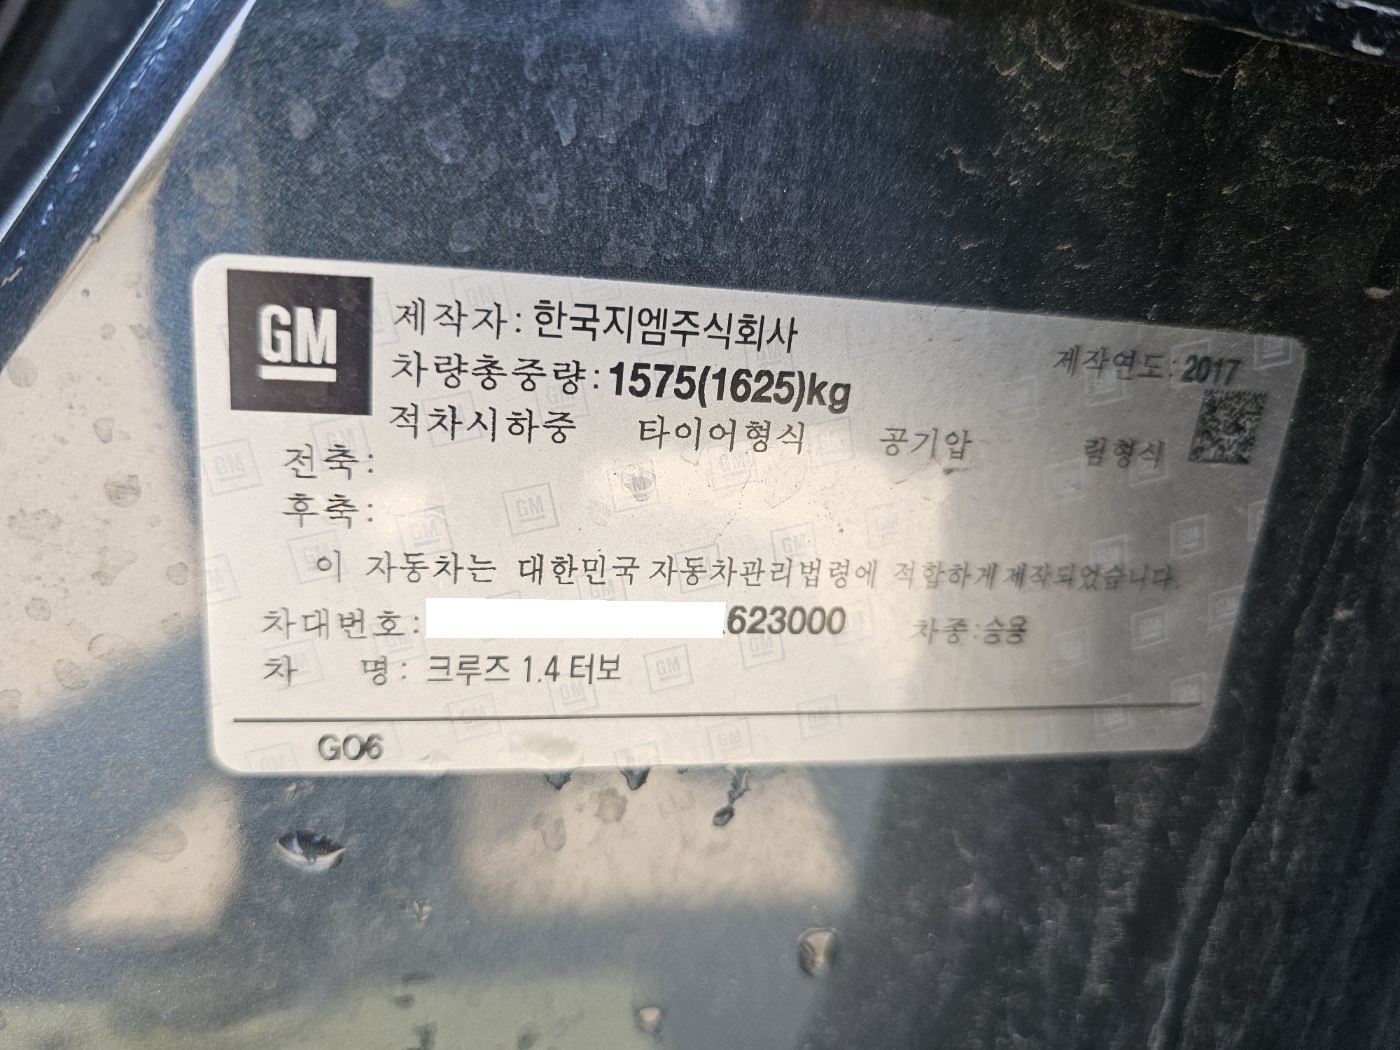 GM
제작자: 한국지엠주식회사
제작연도: 2017
차량총중량: 1575(1625)kg
적차시하중 타이어형식 공기압 림형식
전축:
후축:
이 자동차는 대한민국 자동차관리법령에 적합하게 제작되었습니다.
차대번호: 623000 차종:승용
차 명: 크루즈 1.4 터보
GO6